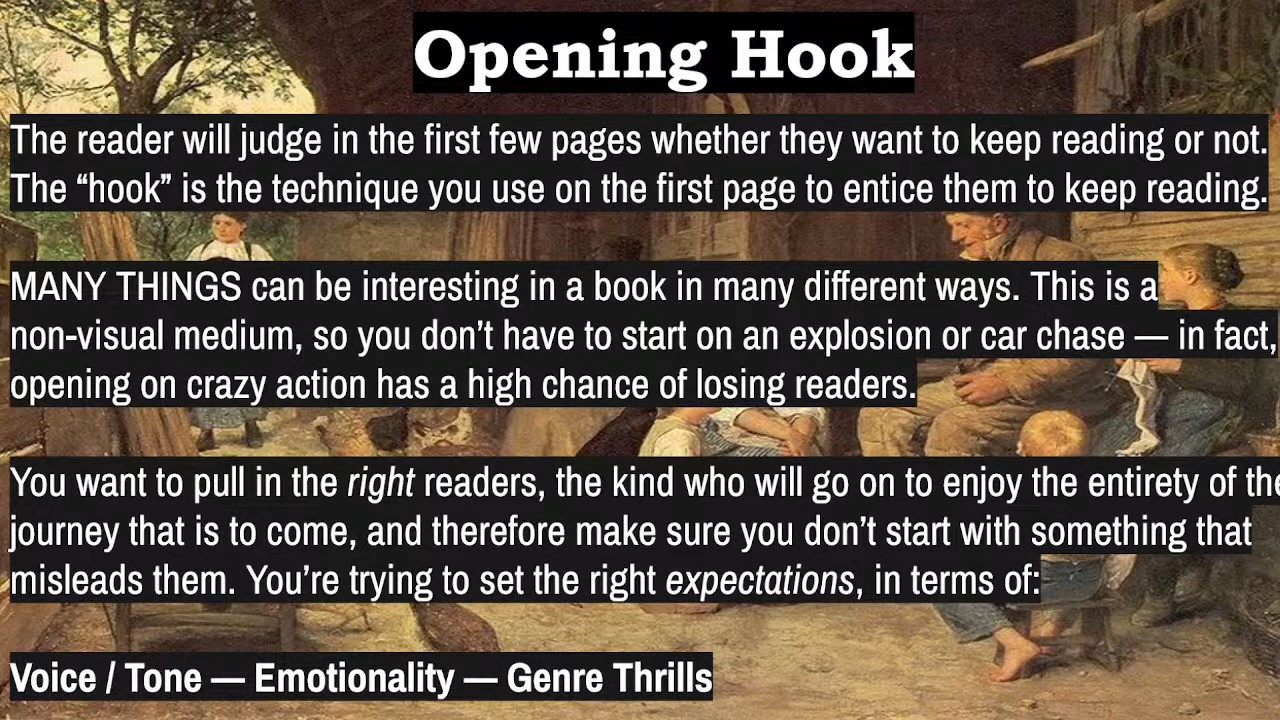 Opening Hook
The reader will judge in the first few pages whether they want to keep reading or not.
The “hook” is the technique you use on the first page to entice them to keep reading.
MANY THINGS can be interesting in a book in many different ways. This is a
non-visual medium, so you don’t have to start on an explosion or car chase — in fact,
opening on crazy action has a high chance of losing readers.
You want to pull in the right readers, the kind who will go on to enjoy the entirety of the
journey that is to come, and therefore make sure you don’t start with something that
misleads them. You’re trying to set the right expectations, in terms of:
Voice / Tone — Emotionality — Genre Thrills